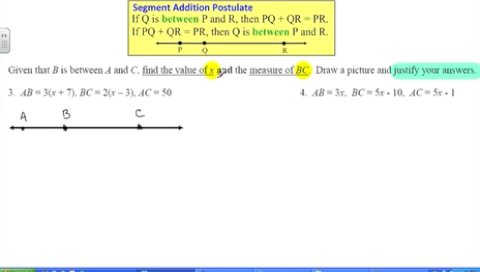 Segment Addition Postulate
If Q is between P and R, then PQ + QR = PR.
If PQ + QR = PR, then Q is between P and R.
P Q R
Given that B is between A and C, find the value of x and the measure of BC. Draw a picture and justify your answers.
3. AB = 3(x + 7), BC = 2(x – 3), AC = 50
4. AB = 3x, BC = 5x - 10, AC = 5x - 1
A B C